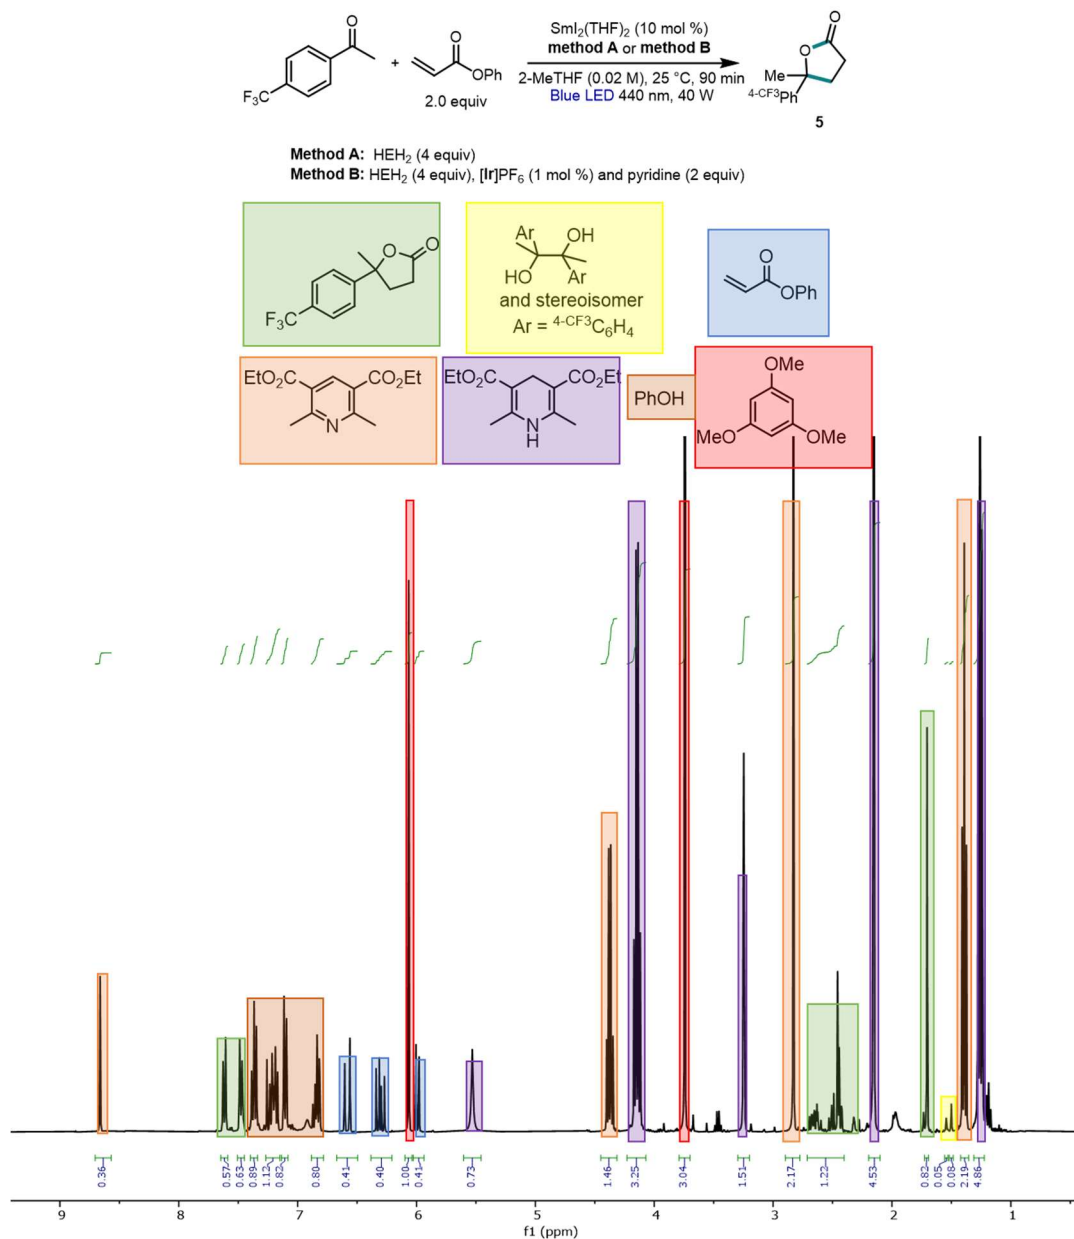 O
O
SmI2(THF)2 (10 mol %)
method A or method B
O
O
+
OPh
2-MeTHF (0.02 M), 25 °C, 90 min
Me
F3C
2.0 equiv
Blue LED 440 nm, 40 W
4-CF3Ph
5
Method A: HEH2 (4 equiv)
Method B: HEH2 (4 equiv), [Ir]PF6 (1 mol %) and pyridine (2 equiv)
O
O
F3C
Ar
OH
HO
Ar
and stereoisomer
Ar = 4-CF3C6H4
O
OPh
EtO2C
CO2Et
N
EtO2C
CO2Et
N
H
PhOH
OMe
MeO
OMe
0.36
0.57
0.63
0.89
1.12
0.82
0.80
0.41
0.40
1.00
0.41
0.73
1.46
3.25
3.04
1.51
2.17
1.22
4.53
0.82
0.05
0.08
2.19
4.86
9
8
7
6
5
4
3
2
1
f1 (ppm)